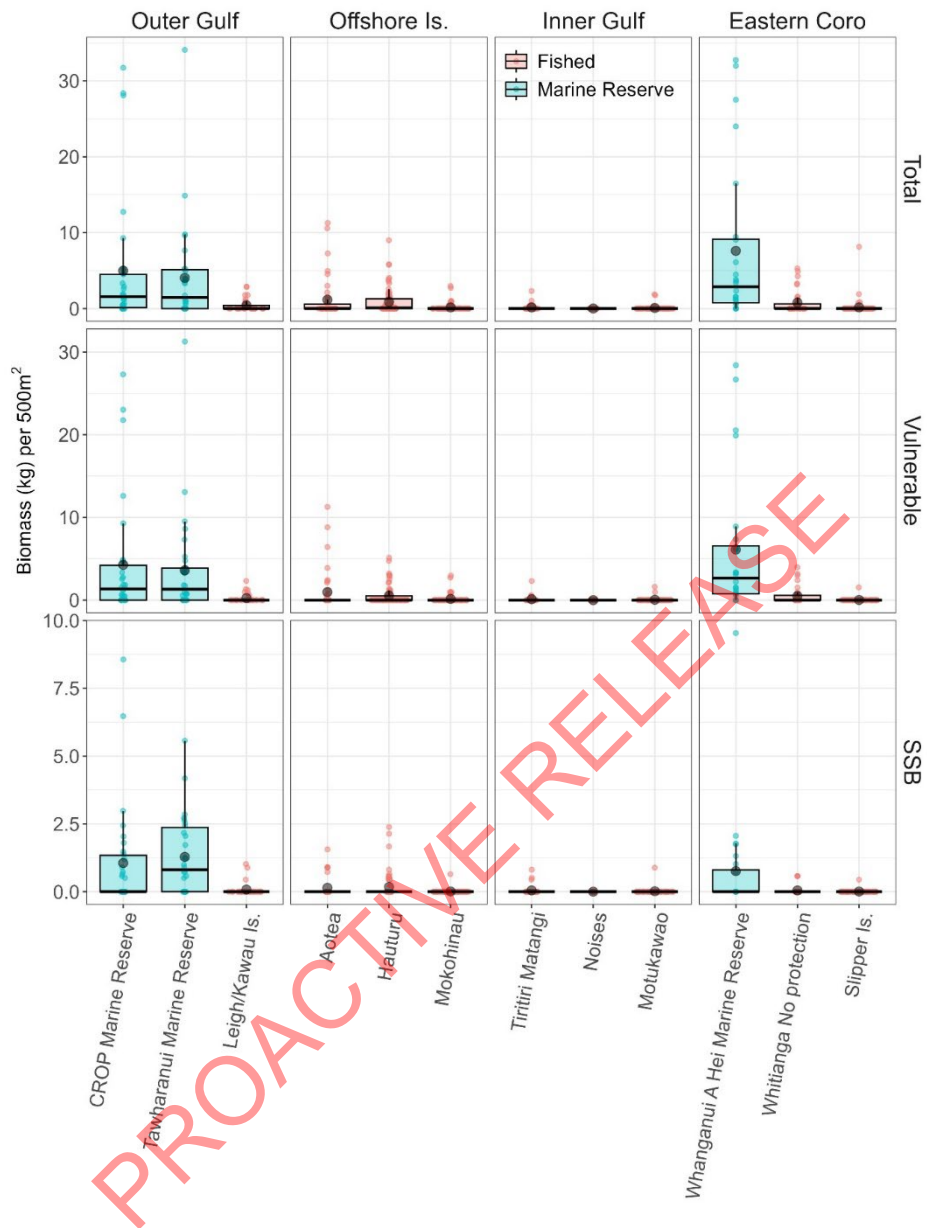 Outer Gulf
Offshore Is.
Inner Gulf
Eastern Coro
Fished
Marine Reserve
30
20
10
0
Total
30
20
10
0
Vulnerable
10.0
7.5
5.0
2.5
0.0
SSB
Biomass (kg) per 500m²
CROP Marine Reserve
Tawharanui Marine Reserve
Leigh/Kawau Is.
Aotea
Hauturu
Mokohinau
Tiritiri Matangi
Noises
Motukawao
Whanganui A Hei Marine Reserve
Whitianga No protection
Slipper Is.
PROACTIVE RELEASE